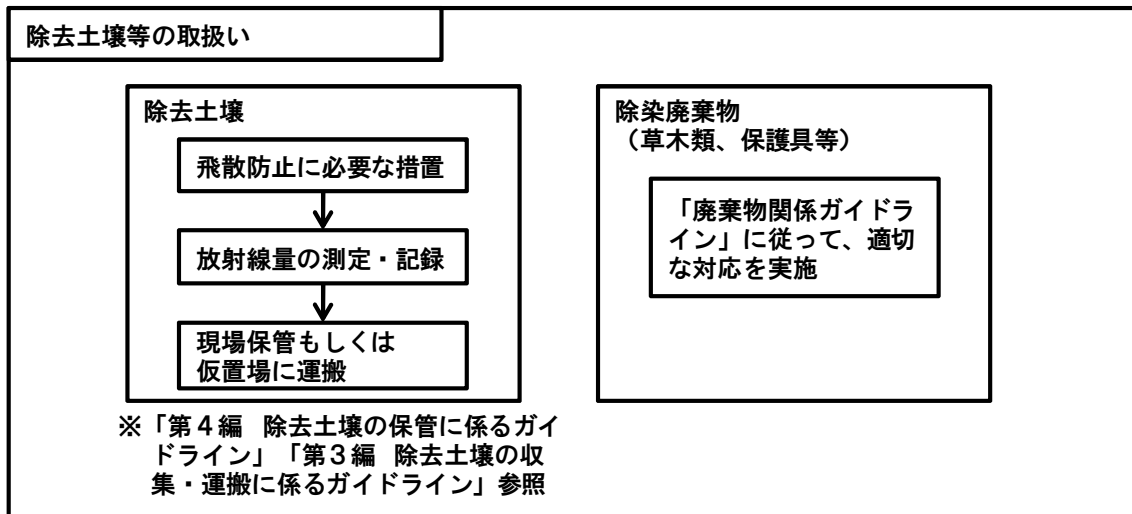 除去土壌等の取扱い
除去土壌
飛散防止に必要な措置
放射線量の測定・記録
現場保管もしくは
仮置場に運搬
※「第４編 除去土壌の保管に係るガイ
ドライン」「第３編 除去土壌の収
集・運搬に係るガイドライン」参照
除染廃棄物
（草木類、保護具等）
「廃棄物関係ガイドラ
イン」に従って、適切
な対応を実施